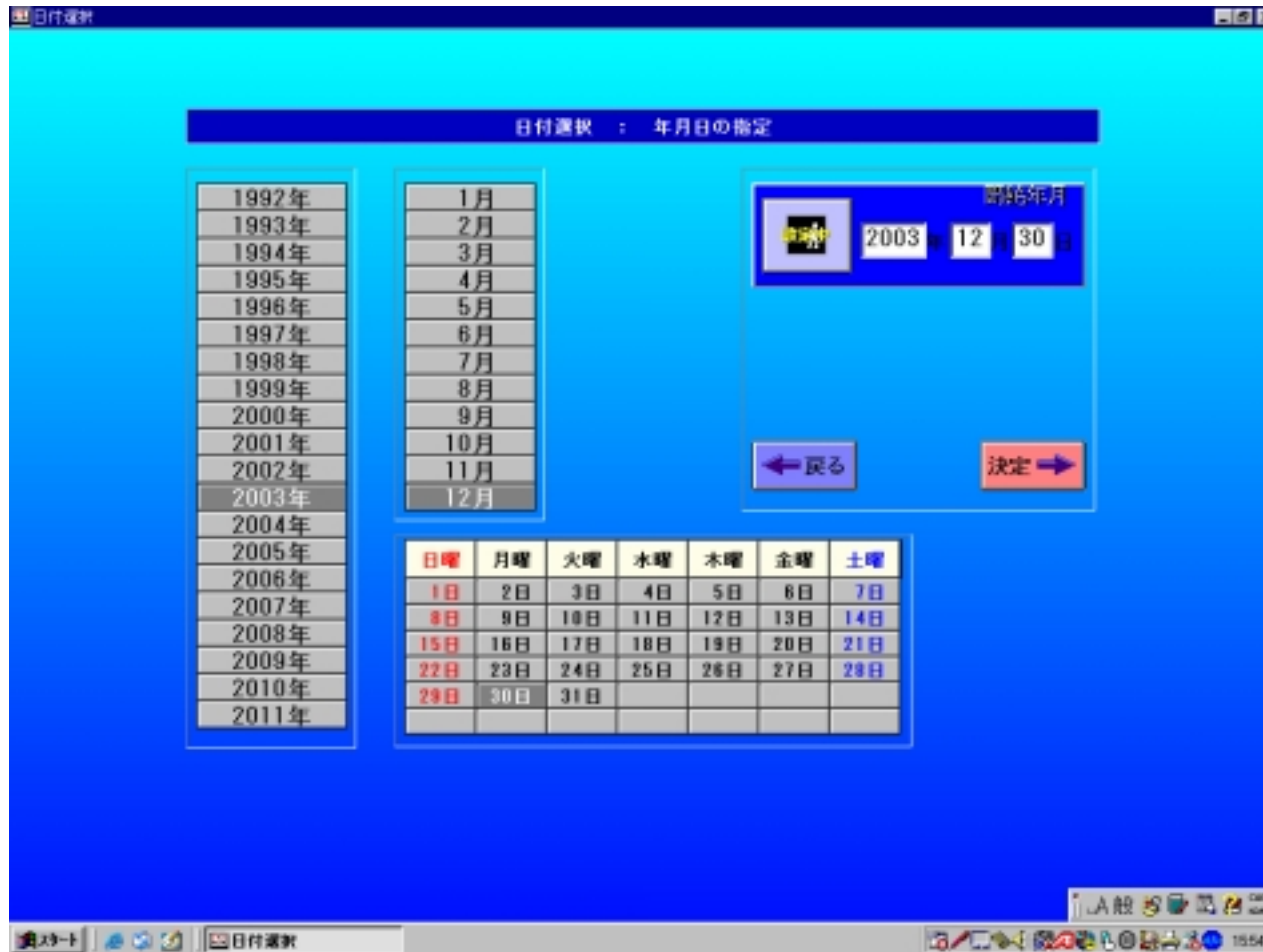 日付選択
日付選択 ： 年月日の指定
1992年
1993年
1994年
1995年
1996年
1997年
1998年
1999年
2000年
2001年
2002年
2003年
2004年
2005年
2006年
2007年
2008年
2009年
2010年
2011年
1月
2月
3月
4月
5月
6月
7月
8月
9月
10月
11月
12月
開始年月
2003 年 12 月 30 日
戻る 決定
日曜 月曜 火曜 水曜 木曜 金曜 土曜
1日 2日 3日 4日 5日 6日 7日
8日 9日 10日 11日 12日 13日 14日
15日 16日 17日 18日 19日 20日 21日
22日 23日 24日 25日 26日 27日 28日
29日 30日 31日
A 般
スタート 日付選択 15:54